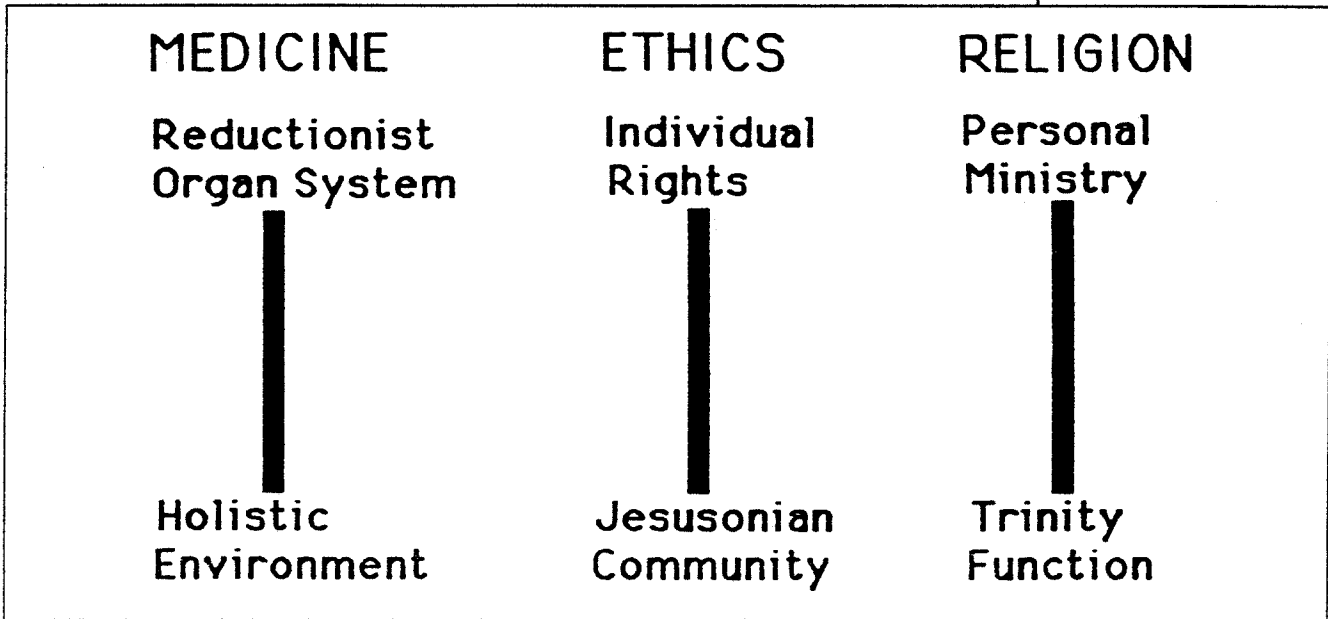 MEDICINE
Reductionist
Organ System
Holistic
Environment
ETHICS
Individual
Rights
Jesusonian
Community
RELIGION
Personal
Ministry
Trinity
Function